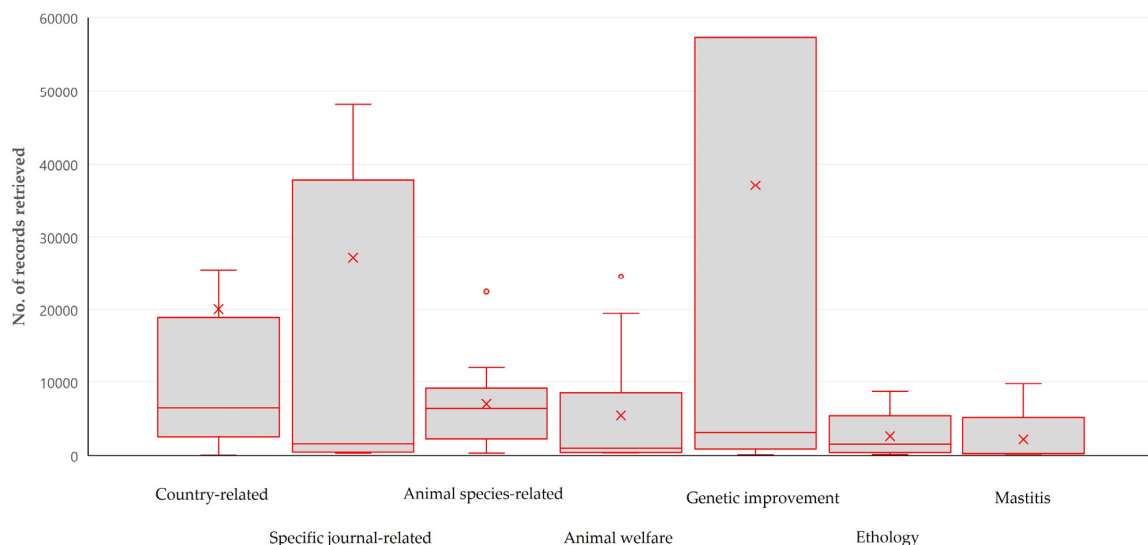 No. of records retrieved
60000
50000
40000
30000
20000
10000
0
Country-related
Animal species-related
Genetic improvement
Mastitis
Specific journal-related
Animal welfare
Ethology